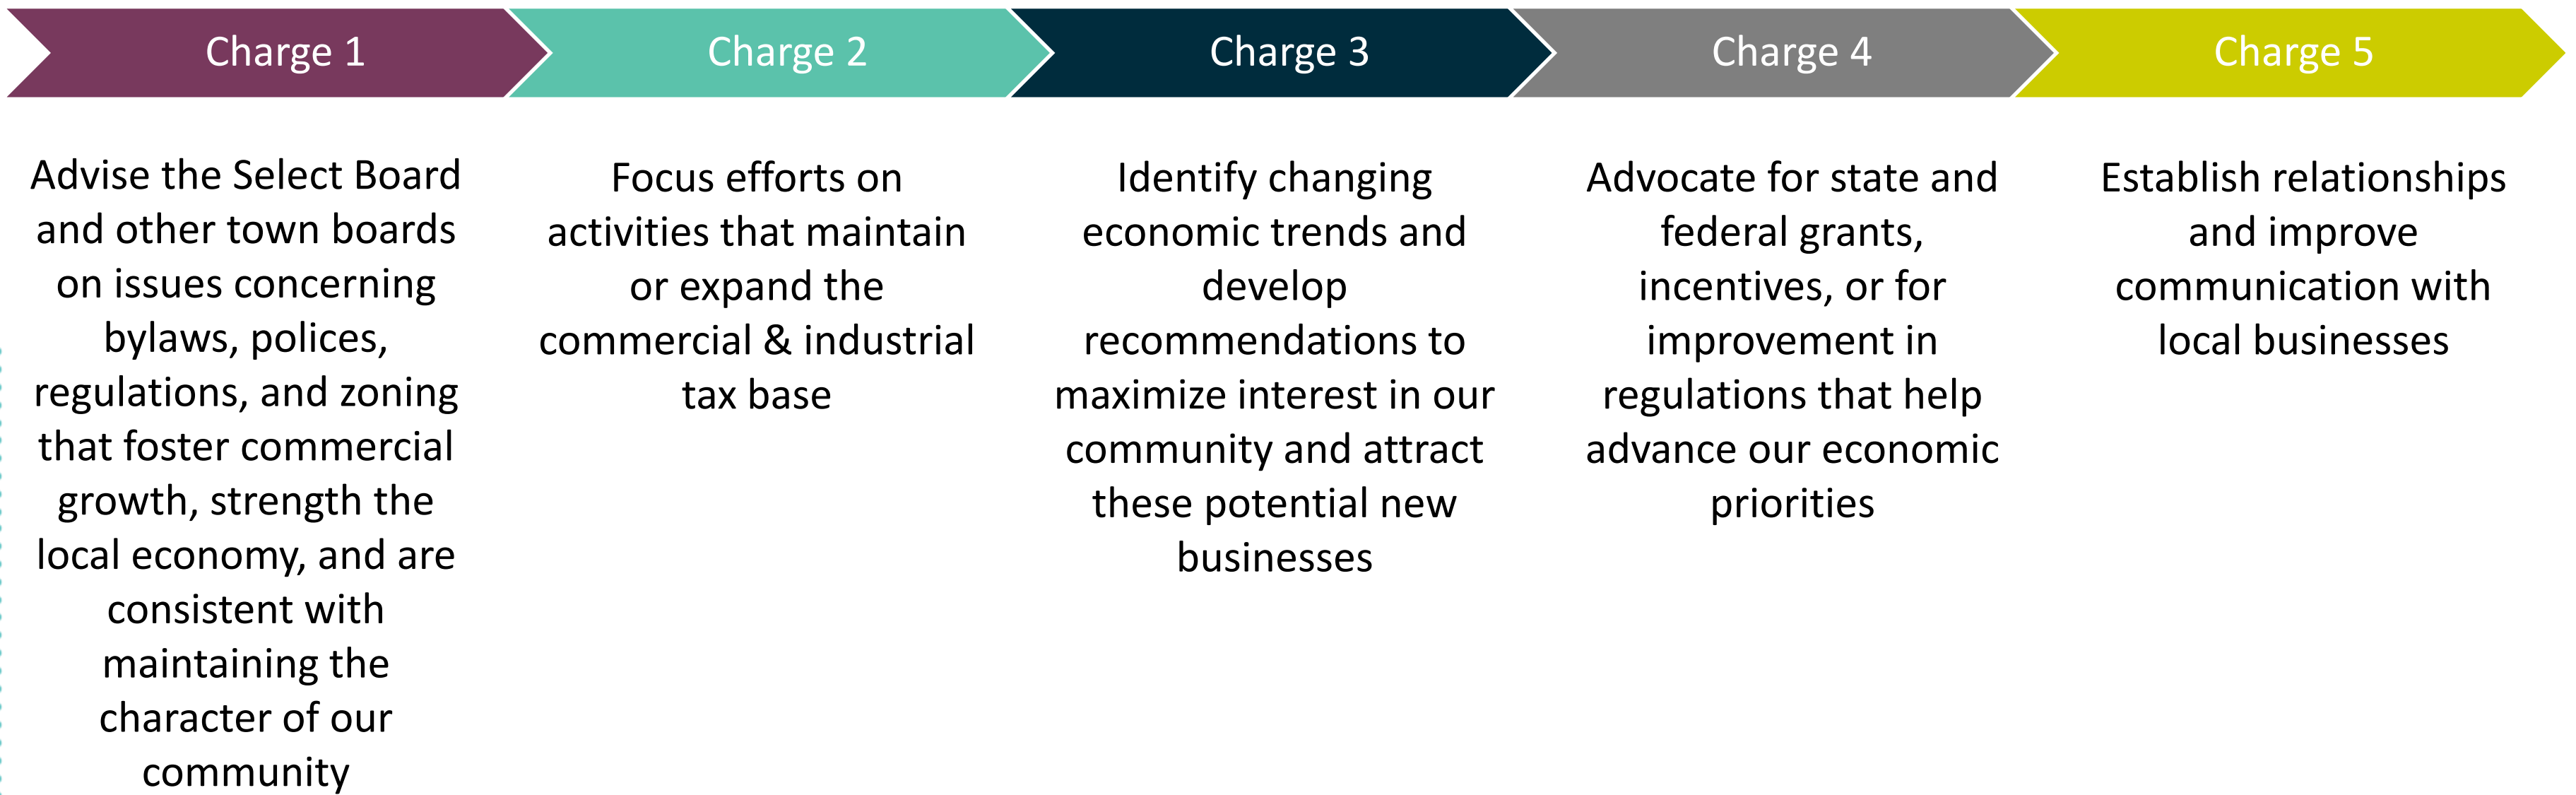 Charge 1
Advise the Select Board
and other town boards
on issues concerning
bylaws, polices,
regulations, and zoning
that foster commercial
growth, strength the
local economy, and are
consistent with
maintaining the
character of our
community
Charge 2
Focus efforts on
activities that maintain
or expand the
commercial & industrial
tax base
Charge 3
Identify changing
economic trends and
develop
recommendations to
maximize interest in our
community and attract
these potential new
businesses
Charge 4
Advocate for state and
federal grants,
incentives, or for
improvement in
regulations that help
advance our economic
priorities
Charge 5
Establish relationships
and improve
communication with
local businesses